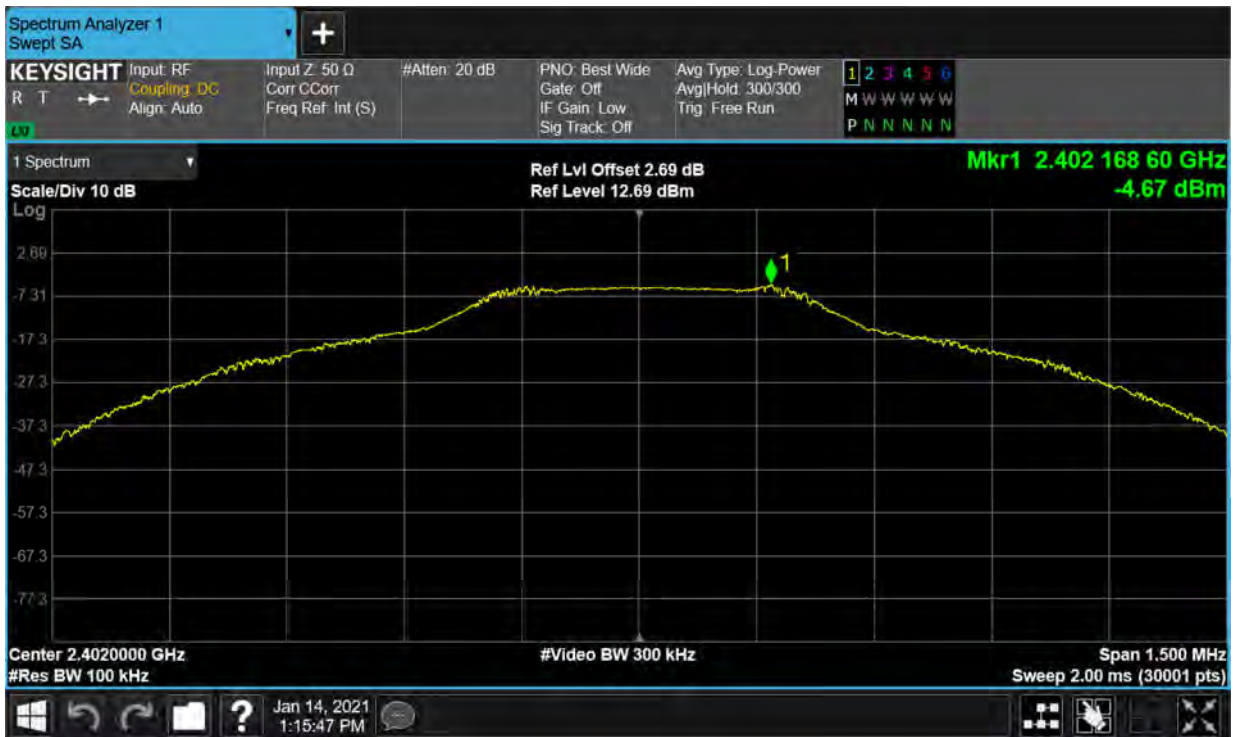 Spectrum Analyzer 1
Swept SA
+
KEYSIGHT
R T
LXI
Input: RF
Coupling: DC
Align: Auto
Input Z: 50 Ω
Corr CCorr
Freq Ref: Int (S)
#Atten: 20 dB
PNO: Best Wide
Gate: Off
IF Gain: Low
Sig Track: Off
Avg Type: Log-Power
Avg|Hold: 300/300
Trig: Free Run
1 2 3 4 5 6
M W W W W W
P N N N N N
1 Spectrum
Scale/Div 10 dB
Ref Lvl Offset 2.69 dB
Ref Level 12.69 dBm
Mkr1 2.402 168 60 GHz
-4.67 dBm
Log
2.69
1
-7.31
-17.3
-27.3
-37.3
-47.3
-57.3
-67.3
-77.3
Center 2.4020000 GHz
#Res BW 100 kHz
#Video BW 300 kHz
Span 1.500 MHz
Sweep 2.00 ms (30001 pts)
?
Jan 14, 2021
1:15:47 PM